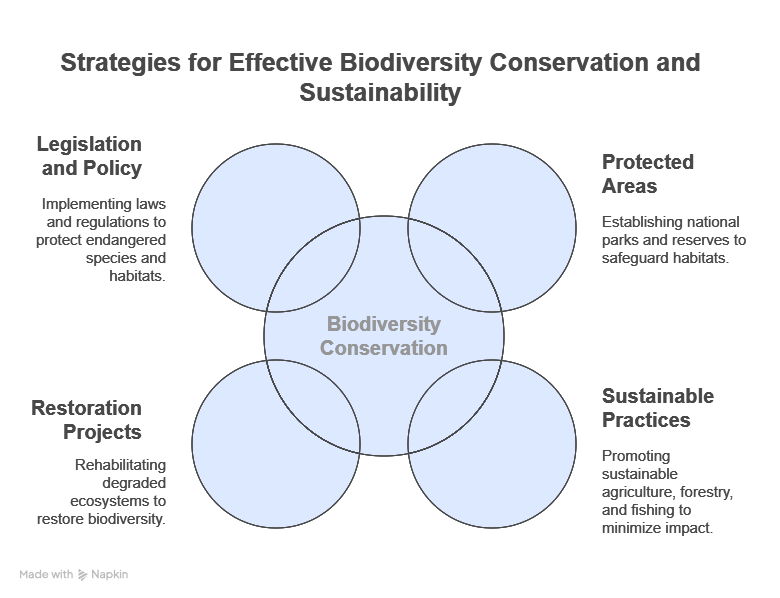 Strategies for Effective Biodiversity Conservation and
Sustainability
Legislation
and Policy
Implementing laws
and regulations to
protect endangered
species and
habitats.
Protected
Areas
Establishing national
parks and reserves to
safeguard habitats.
Biodiversity
Conservation
Restoration
Projects
Rehabilitating
degraded
ecosystems to
restore biodiversity.
Sustainable
Practices
Promoting
sustainable
agriculture, forestry,
and fishing to
minimize impact.
Made with Napkin